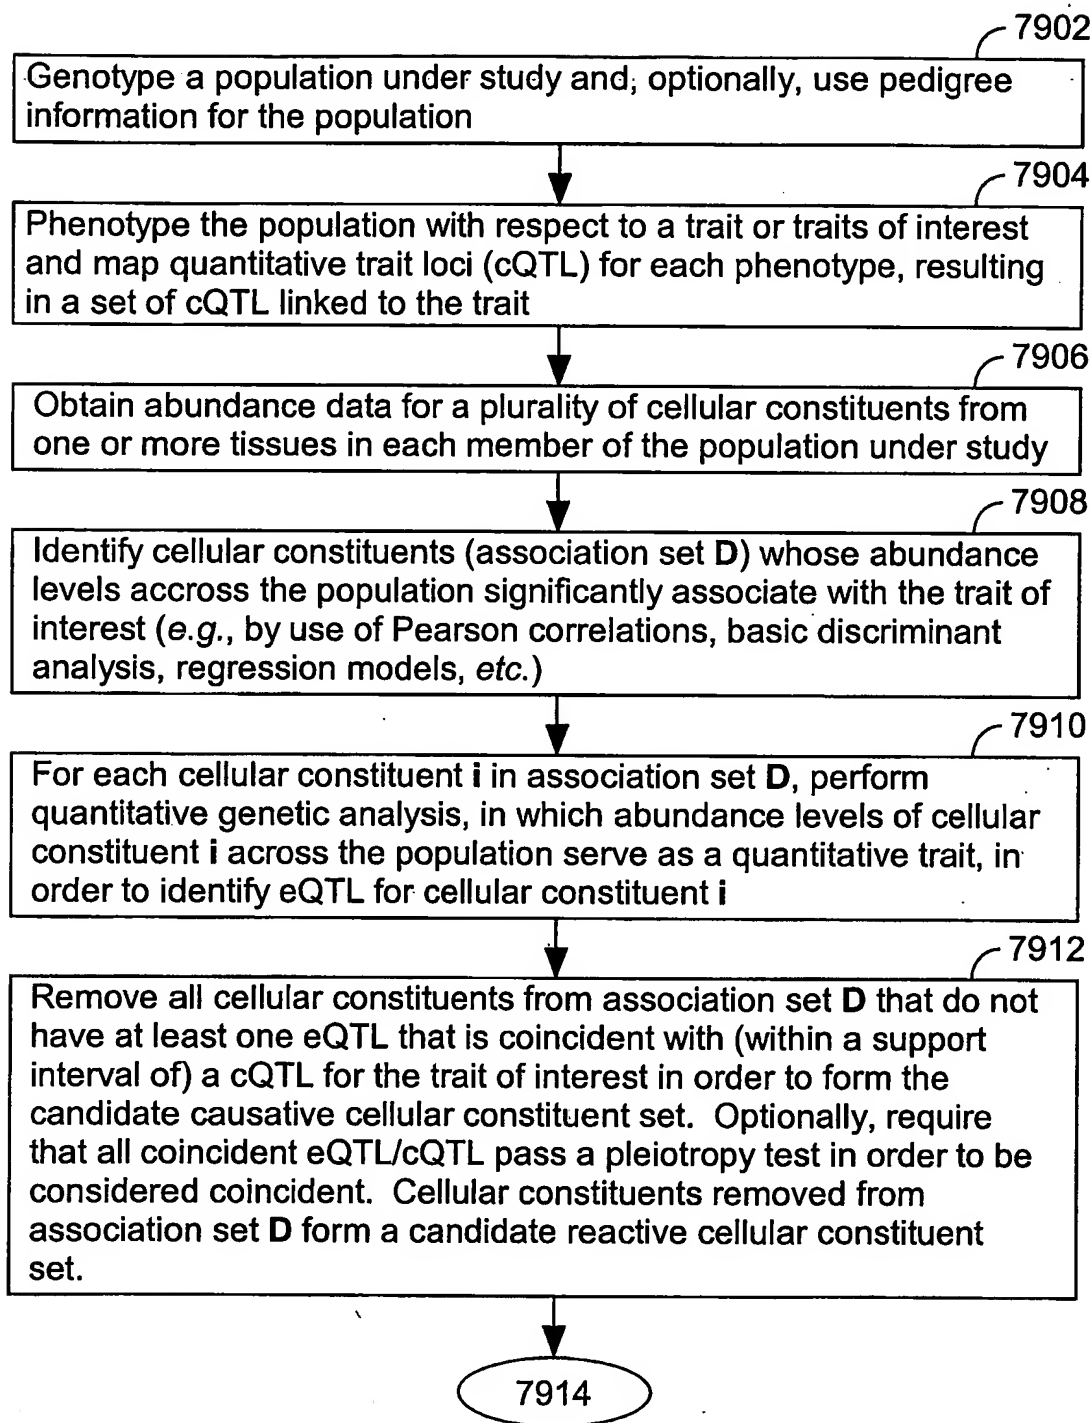 7902
Genotype a population under study and, optionally, use pedigree
information for the population
7904
Phenotype the population with respect to a trait or traits of interest
and map quantitative trait loci (cQTL) for each phenotype, resulting
in a set of cQTL linked to the trait
7906
Obtain abundance data for a plurality of cellular constituents from
one or more tissues in each member of the population under study
7908
Identify cellular constituents (association set D) whose abundance
levels accross the population significantly associate with the trait of
interest (e.g., by use of Pearson correlations, basic discriminant
analysis, regression models, etc.)
7910
For each cellular constituent i in association set D, perform
quantitative genetic analysis, in which abundance levels of cellular
constituent i across the population serve as a quantitative trait, in
order to identify eQTL for cellular constituent i
7912
Remove all cellular constituents from association set D that do not
have at least one eQTL that is coincident with (within a support
interval of) a cQTL for the trait of interest in order to form the
candidate causative cellular constituent set. Optionally, require
that all coincident eQTL/cQTL pass a pleiotropy test in order to be
considered coincident. Cellular constituents removed from
association set D form a candidate reactive cellular constituent
set.
7914